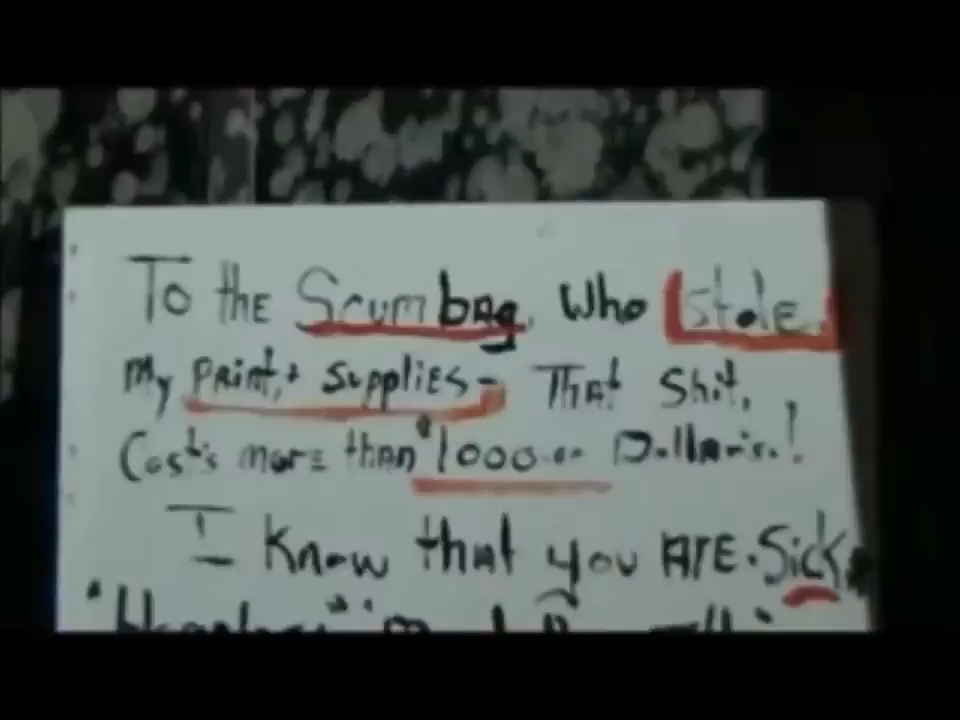 To the Scumbag, Who Stole.
My Paint,+ Supplies- That Shit,
Cost's more than $1000.00 Dollars.!
I Know that you ARE. Sick